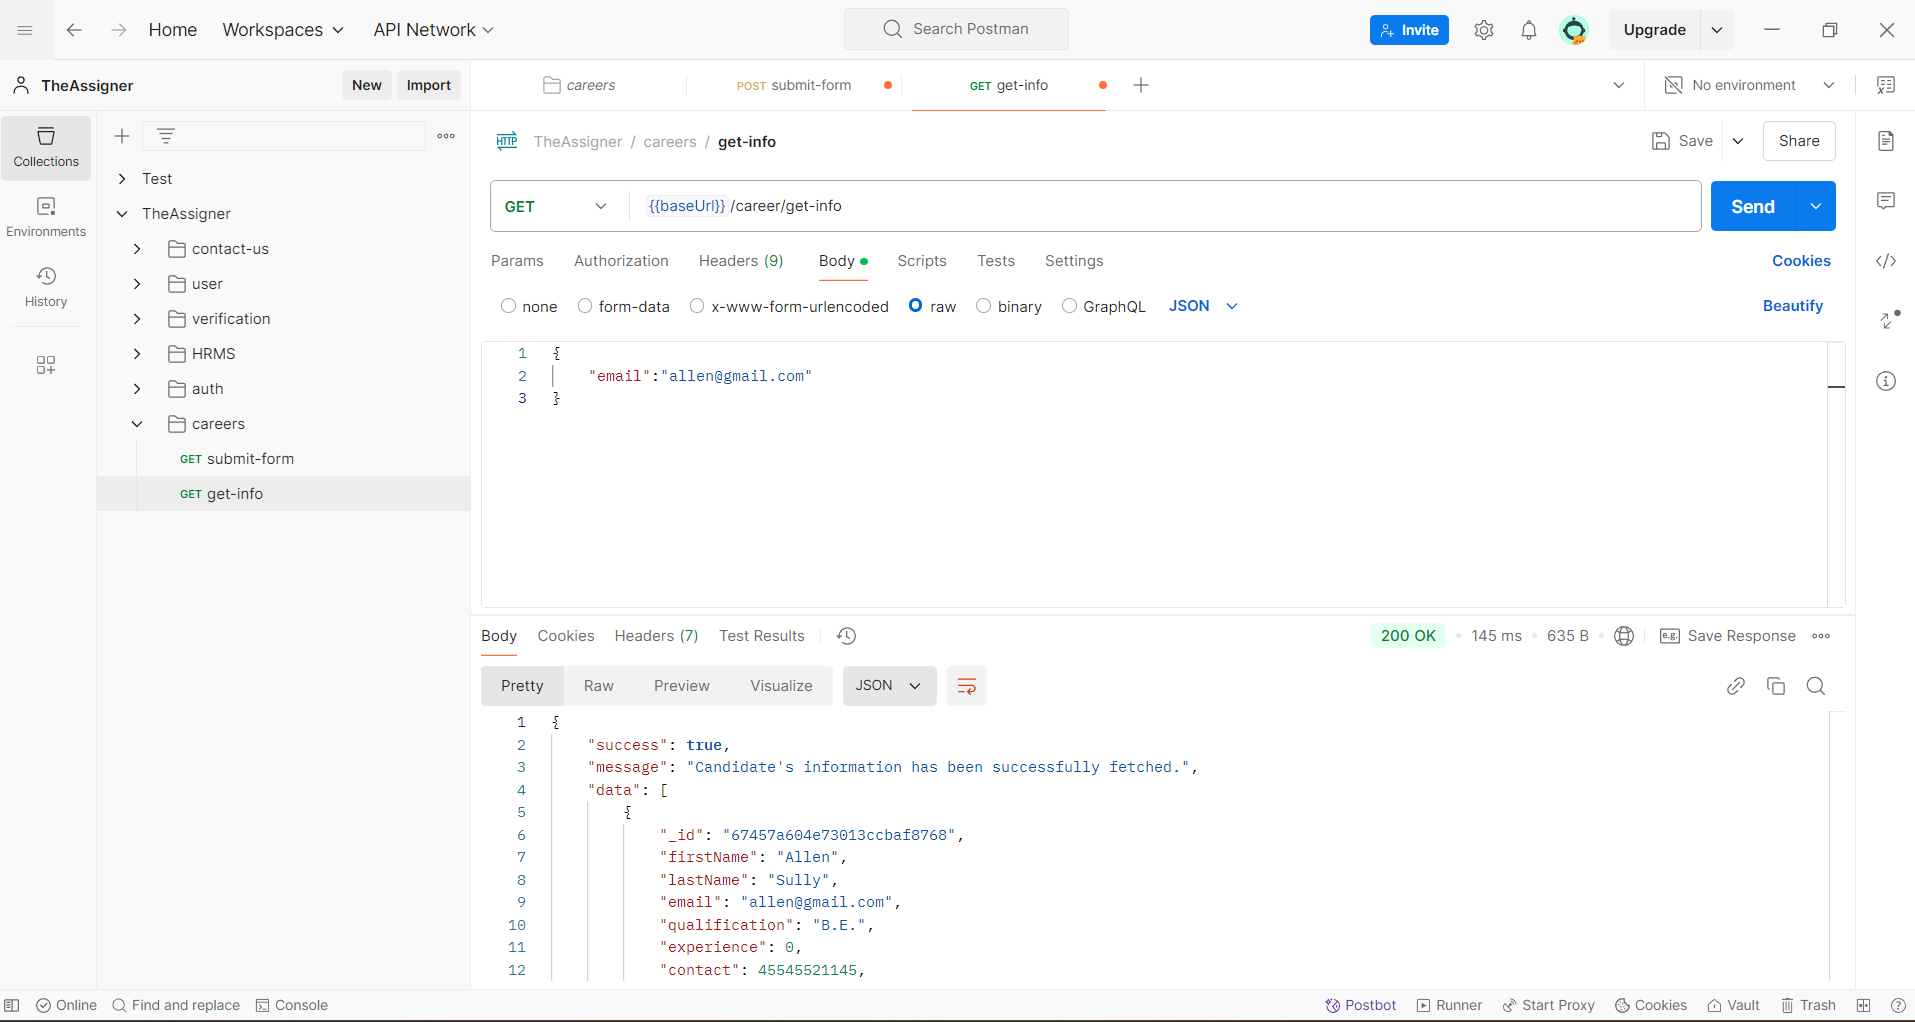 Home Workspaces API Network Search Postman Invite Upgrade
TheAssigner New Import careers POST submit-form GET get-info No environment
Collections
Environments
History
Test
TheAssigner
contact-us
user
verification
HRMS
auth
careers
GET submit-form
GET get-info
HTTP TheAssigner / careers / get-info Save Share
GET {{baseUrl}} /career/get-info Send
Params Authorization Headers (9) Body Scripts Tests Settings Cookies
none form-data x-www-form-urlencoded raw binary GraphQL JSON Beautify
1 {
2 "email":"allen@gmail.com"
3 }
Body Cookies Headers (7) Test Results 200 OK 145 ms 635 B e.g. Save Response
Pretty Raw Preview Visualize JSON
1 {
2 "success": true,
3 "message": "Candidate's information has been successfully fetched.",
4 "data": [
5 {
6 "_id": "67457a604e73013ccbaf8768",
7 "firstName": "Allen",
8 "lastName": "Sully",
9 "email": "allen@gmail.com",
10 "qualification": "B.E.",
11 "experience": 0,
12 "contact": 45545521145,
Online Find and replace Console Postbot Runner Start Proxy Cookies Vault Trash